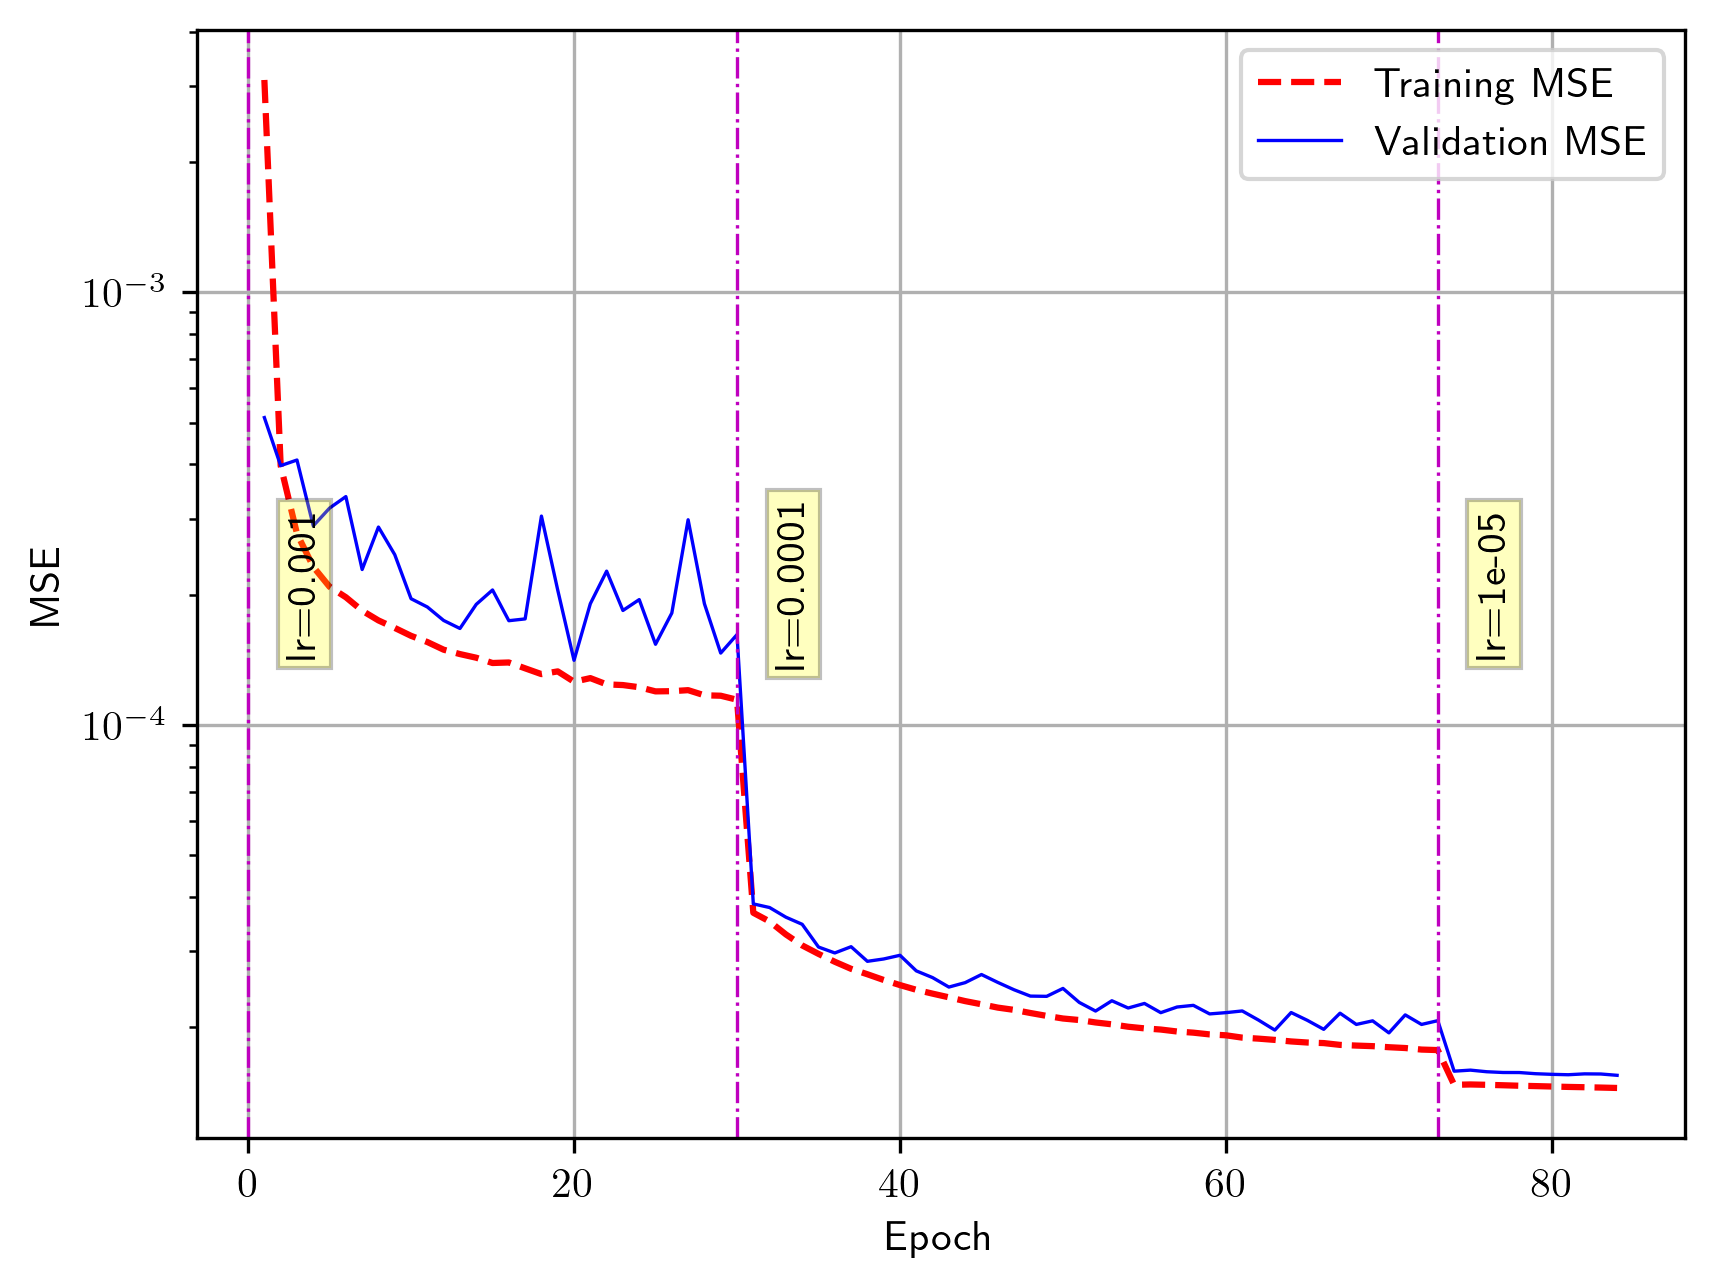 Training MSE
Validation MSE
10⁻³
10⁻⁴
MSE
lr=0.001
lr=0.0001
lr=1e-05
0
20
40
60
80
Epoch